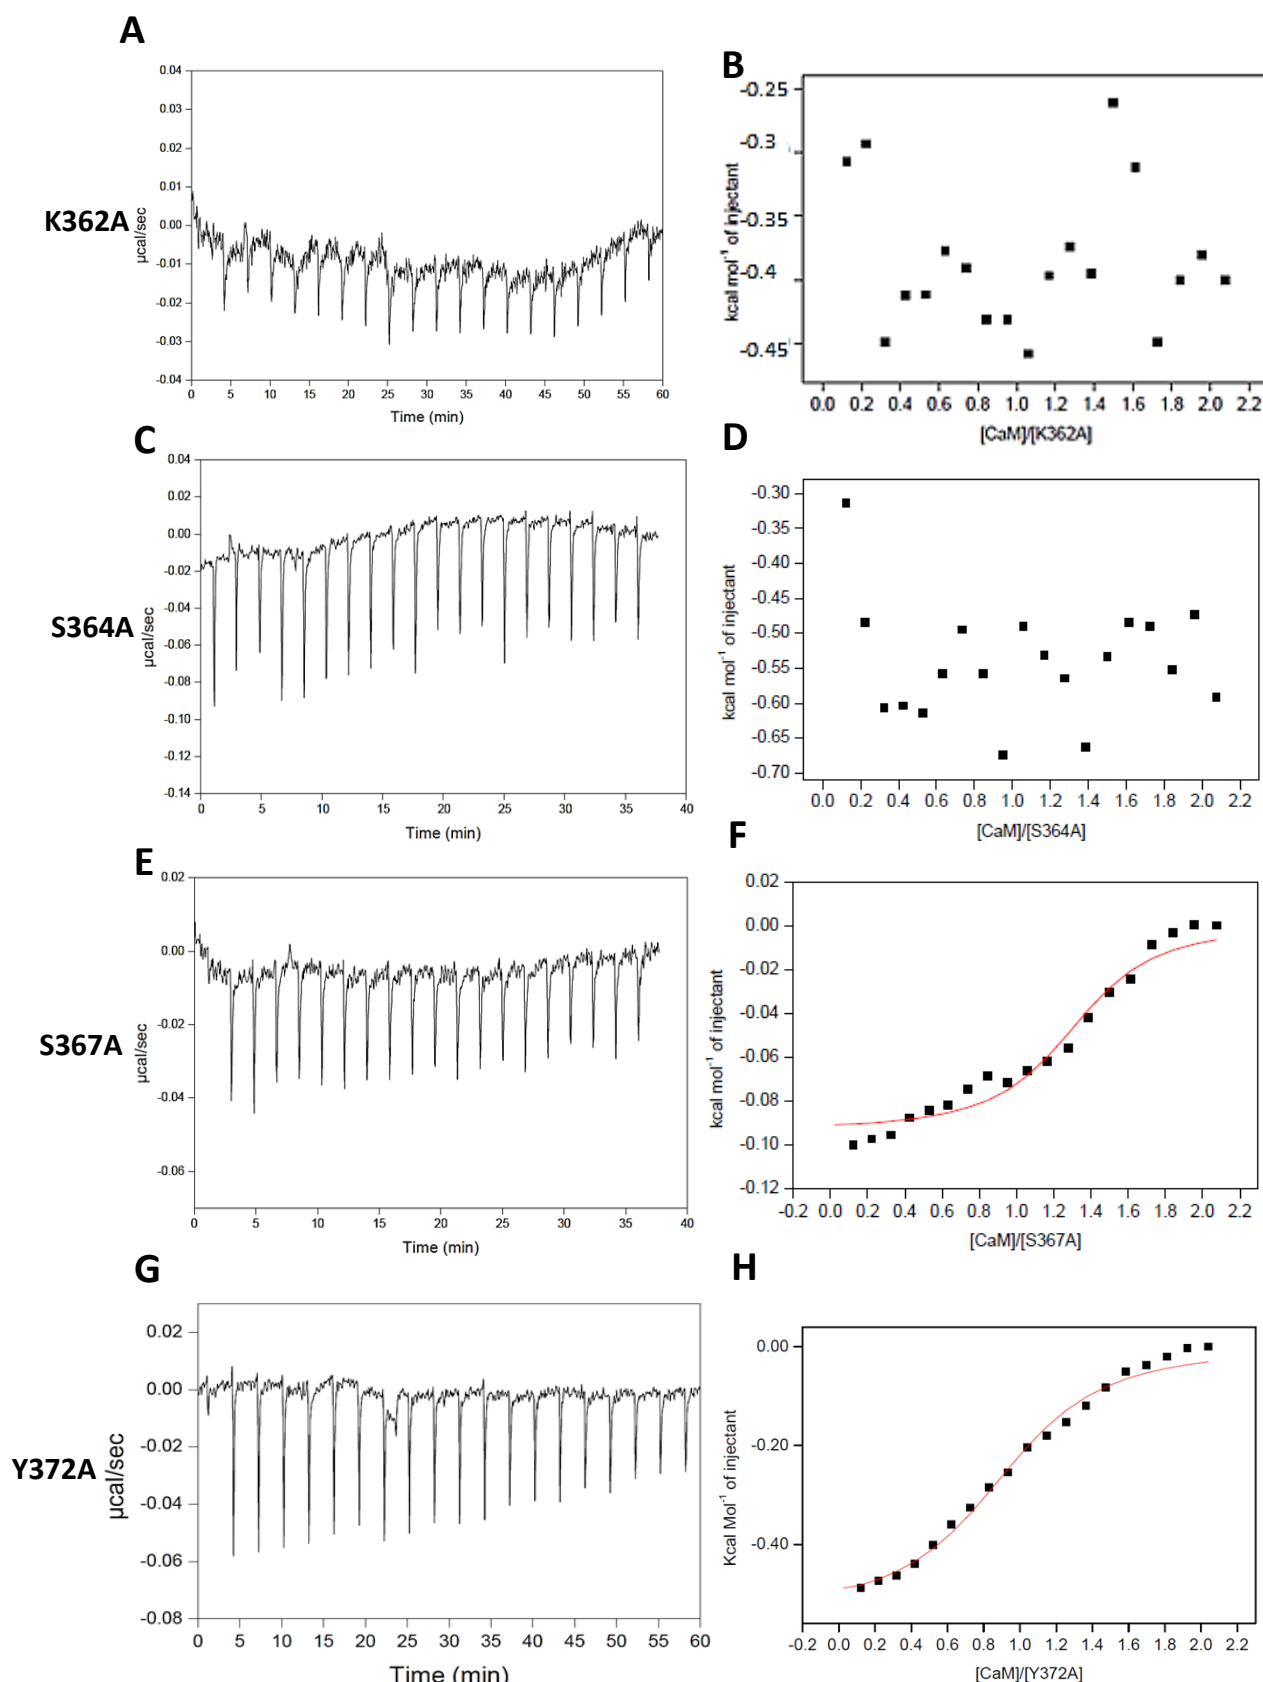 A
0.04
0.03
0.02
0.01
0.00
-0.01
-0.02
-0.03
-0.04
µcal/sec
K362A
0 5 10 15 20 25 30 35 40 45 50 55 60
Time (min)
B
-0.25
-0.3
-0.35
-0.4
-0.45
kcal mol⁻¹ of injectant
0.0 0.2 0.4 0.6 0.8 1.0 1.2 1.4 1.6 1.8 2.0 2.2
[CaM]/[K362A]
C
0.04
0.02
0.00
-0.02
-0.04
-0.06
-0.08
-0.10
-0.12
-0.14
µcal/sec
S364A
0 5 10 15 20 25 30 35 40
Time (min)
D
-0.30
-0.35
-0.40
-0.45
-0.50
-0.55
-0.60
-0.65
-0.70
kcal mol⁻¹ of injectant
0.0 0.2 0.4 0.6 0.8 1.0 1.2 1.4 1.6 1.8 2.0 2.2
[CaM]/[S364A]
E
0.02
0.00
-0.02
-0.04
-0.06
µcal/sec
S367A
0 5 10 15 20 25 30 35 40
Time (min)
F
0.02
0.00
-0.02
-0.04
-0.06
-0.08
-0.10
-0.12
kcal mol⁻¹ of injectant
-0.2 0.0 0.2 0.4 0.6 0.8 1.0 1.2 1.4 1.6 1.8 2.0 2.2
[CaM]/[S367A]
G
0.02
0.00
-0.02
-0.04
-0.06
-0.08
µcal/sec
Y372A
0 5 10 15 20 25 30 35 40 45 50 55 60
Time (min)
H
0.00
-0.20
-0.40
Kcal Mol⁻¹ of injectant
-0.2 0.0 0.2 0.4 0.6 0.8 1.0 1.2 1.4 1.6 1.8 2.0 2.2
[CaM]/[Y372A]